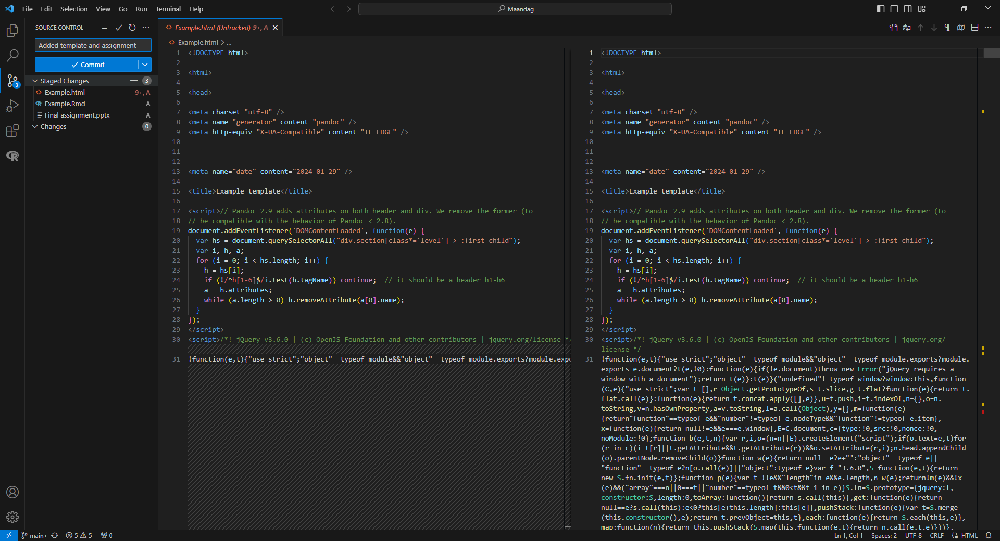 File Edit Selection View Go Run Terminal Help
Maandag
SOURCE CONTROL
Added template and assignment
Commit
Staged Changes 3
Example.html 9+, A
Example.Rmd A
Final assignment.pptx A
Changes 0
3
Example.html (Untracked) 9+, A
Example.html > ...
1 <!DOCTYPE html>
2
3 <html>
4
5 <head>
6
7 <meta charset="utf-8" />
8 <meta name="generator" content="pandoc" />
9 <meta http-equiv="X-UA-Compatible" content="IE=EDGE" />
10
11
12
13 <meta name="date" content="2024-01-29" />
14
15 <title>Example template</title>
16
17 <script>// Pandoc 2.9 adds attributes on both header and div. We remove the former (to
18 // be compatible with the behavior of Pandoc < 2.8).
19 document.addEventListener('DOMContentLoaded', function(e) {
20 var hs = document.querySelectorAll("div.section[class*='level'] > :first-child");
21 var i, h, a;
22 for (i = 0; i < hs.length; i++) {
23 h = hs[i];
24 if (!/^h[1-6]$/i.test(h.tagName)) continue; // it should be a header h1-h6
25 a = h.attributes;
26 while (a.length > 0) h.removeAttribute(a[0].name);
27 }
28 });
29 </script>
30 <script>/*! jQuery v3.6.0 | (c) OpenJS Foundation and other contributors | jquery.org/license */
31 !function(e,t){"use strict";"object"==typeof module&&"object"==typeof module.exports?module.expo
1 <!DOCTYPE html>
2
3 <html>
4
5 <head>
6
7 <meta charset="utf-8" />
8 <meta name="generator" content="pandoc" />
9 <meta http-equiv="X-UA-Compatible" content="IE=EDGE" />
10
11
12
13 <meta name="date" content="2024-01-29" />
14
15 <title>Example template</title>
16
17 <script>// Pandoc 2.9 adds attributes on both header and div. We remove the former (to
18 // be compatible with the behavior of Pandoc < 2.8).
19 document.addEventListener('DOMContentLoaded', function(e) {
20 var hs = document.querySelectorAll("div.section[class*='level'] > :first-child");
21 var i, h, a;
22 for (i = 0; i < hs.length; i++) {
23 h = hs[i];
24 if (!/^h[1-6]$/i.test(h.tagName)) continue; // it should be a header h1-h6
25 a = h.attributes;
26 while (a.length > 0) h.removeAttribute(a[0].name);
27 }
28 });
29 </script>
30 <script>/*! jQuery v3.6.0 | (c) OpenJS Foundation and other contributors | jquery.org/
license */
31 !function(e,t){"use strict";"object"==typeof module&&"object"==typeof module.exports?module.
exports=e.document?t(e,!0):function(e){if(!e.document)throw new Error("jQuery requires a
window with a document");return t(e)}:t(e)}("undefined"!=typeof window?window:this,function
(C,e){"use strict";var t=[],r=Object.getPrototypeOf,s=t.slice,g=t.flat?function(e){return t.
flat.call(e)}:function(e){return t.concat.apply([],e)},u=t.push,i=t.indexOf,n={},o=n.
toString,v=n.hasOwnProperty,a=v.toString,l=a.call(Object),y={},m=function(e)
{return"function"==typeof e&&"number"!=typeof e.nodeType&&"function"!=typeof e.item},
x=function(e){return null!=e&&e===e.window},E=C.document,c={type:!0,src:!0,nonce:!0,
noModule:!0};function b(e,t,n){var r,i,o=(n=n||E).createElement("script");if(o.text=e,t)for
(r in c)(i=t[r]||t.getAttribute&&t.getAttribute(r))&&o.setAttribute(r,i);n.head.appendChild
(o).parentNode.removeChild(o)}function w(e){return null==e?e+"":"object"==typeof e||
"function"==typeof e?n[o.call(e)]||"object":typeof e}var f="3.6.0",S=function(e,t){return
new S.fn.init(e,t)};function p(e){var t=!!e&&"length"in e&&e.length,n=w(e);return!m(e)&&!x
(e)&&("array"===n||0===t||"number"==typeof t&&0<t&&t-1 in e)}S.fn=S.prototype={jquery:f,
constructor:S,length:0,toArray:function(){return s.call(this)},get:function(e){return
null==e?s.call(this):e<0?this[e+this.length]:this[e]},pushStack:function(e){var t=S.merge
(this.constructor(),e);return t.prevObject=this,t},each:function(e){return S.each(this,e)},
map:function(n){return this.pushStack(S.map(this,function(e,t){return n.call(e,t,e)}))},
main+ 5 5 0
Ln 1, Col 1 Spaces: 2 UTF-8 CRLF HTML